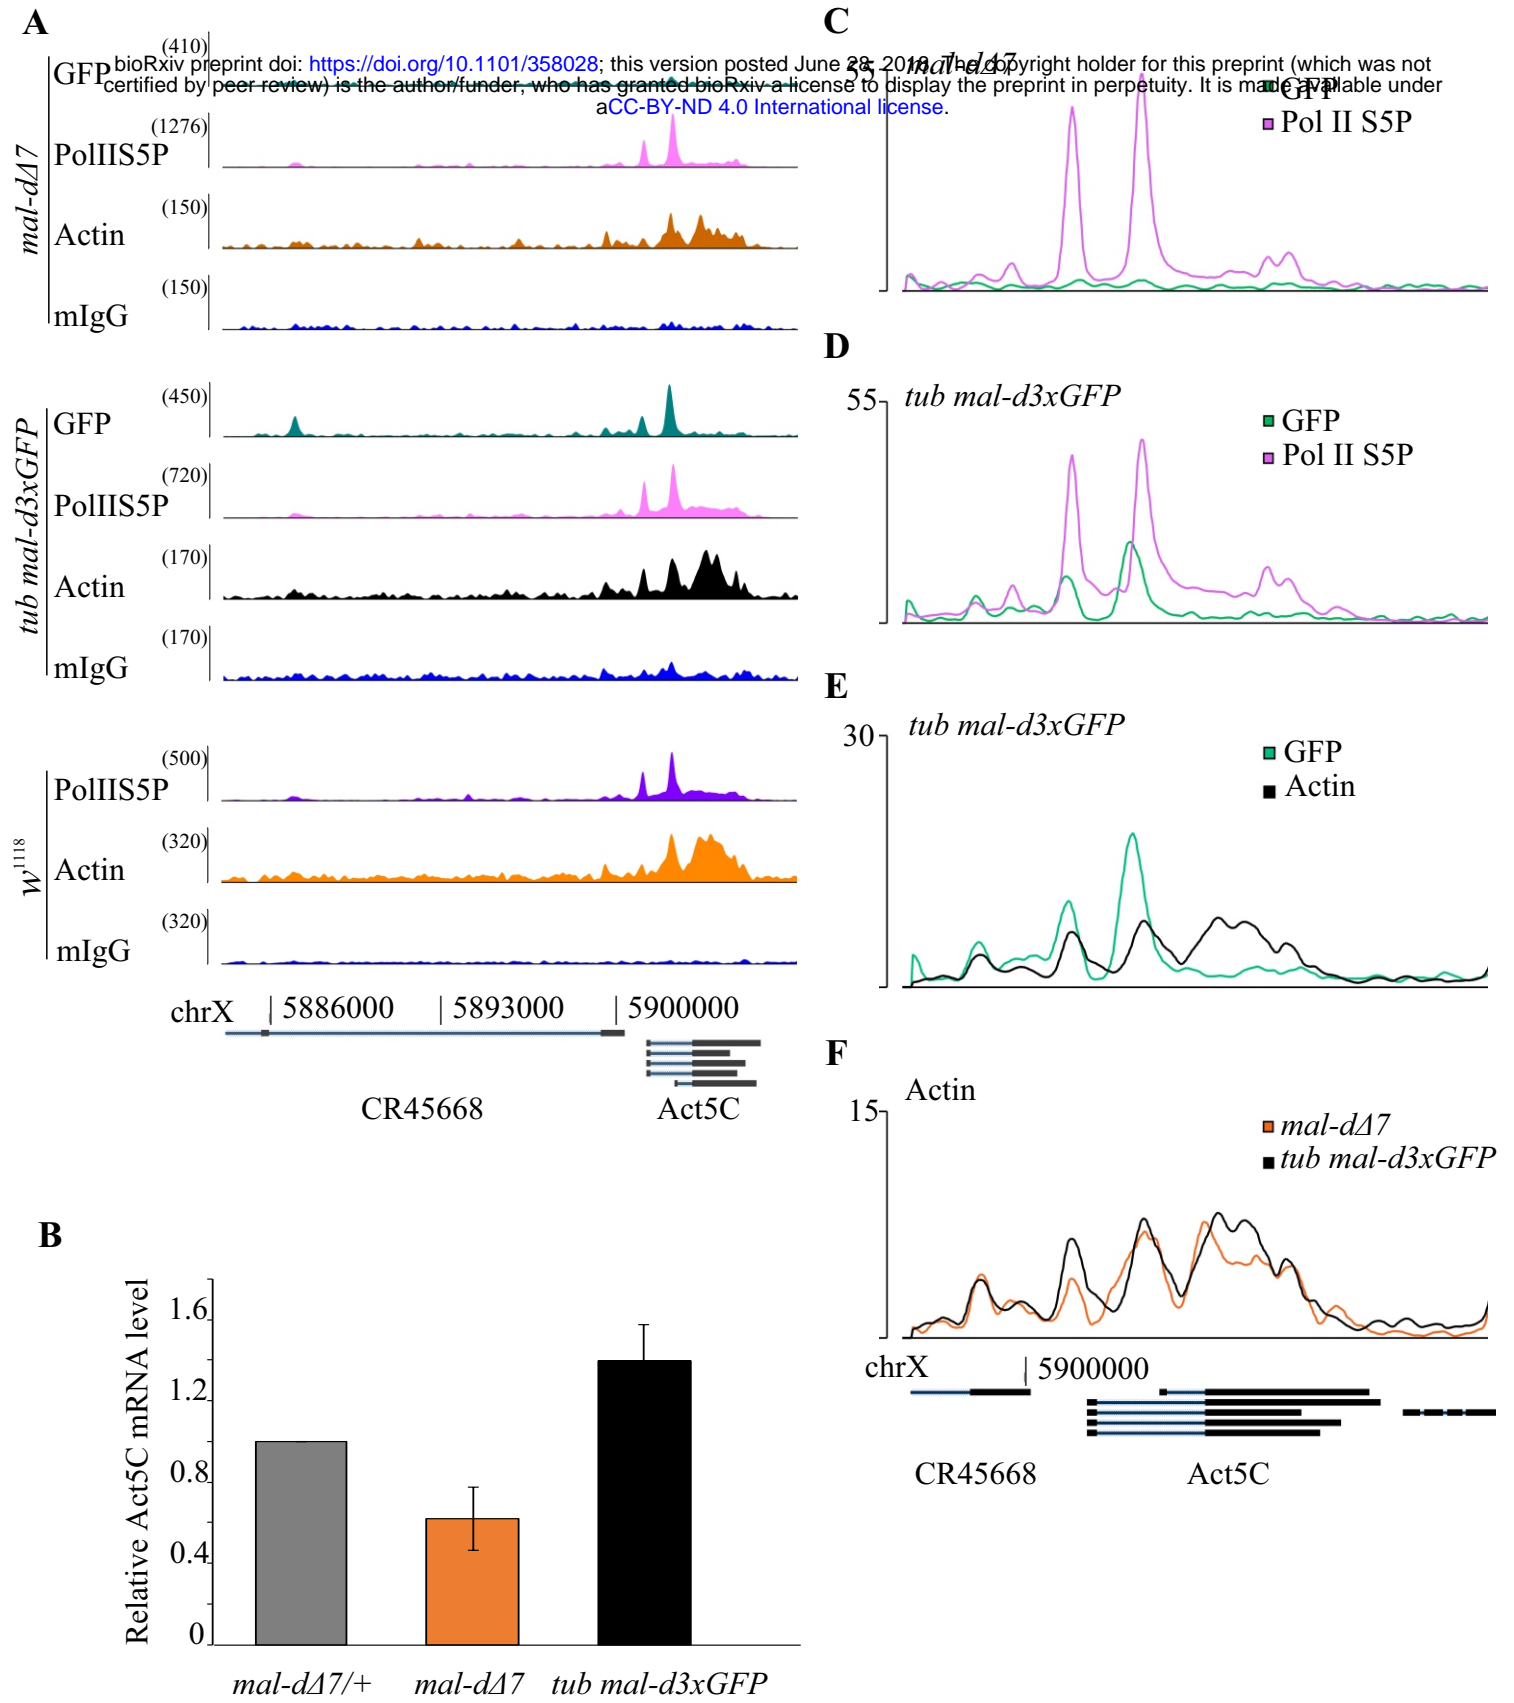 A
bioRxiv preprint doi: https://doi.org/10.1101/358028; this version posted June 28, 2018. The copyright holder for this preprint (which was not
certified by peer review) is the author/funder, who has granted bioRxiv a license to display the preprint in perpetuity. It is made available under
aCC-BY-ND 4.0 International license.
mal-dΔ7
(410)
GFP
(1276)
PolIIS5P
(150)
Actin
(150)
mIgG
tub mal-d3xGFP
(450)
GFP
(720)
PolIIS5P
(170)
Actin
(170)
mIgG
w1118
(500)
PolIIS5P
(320)
Actin
(320)
mIgG
chrX | 5886000 | 5893000 | 5900000
CR45668
Act5C
B
Relative Act5C mRNA level
1.6
1.2
0.8
0.4
0
mal-dΔ7/+
mal-dΔ7
tub mal-d3xGFP
C
55
mal-dΔ7
GFP
Pol II S5P
D
55
tub mal-d3xGFP
GFP
Pol II S5P
E
30
tub mal-d3xGFP
GFP
Actin
F
Actin
15
mal-dΔ7
tub mal-d3xGFP
chrX | 5900000
CR45668
Act5C